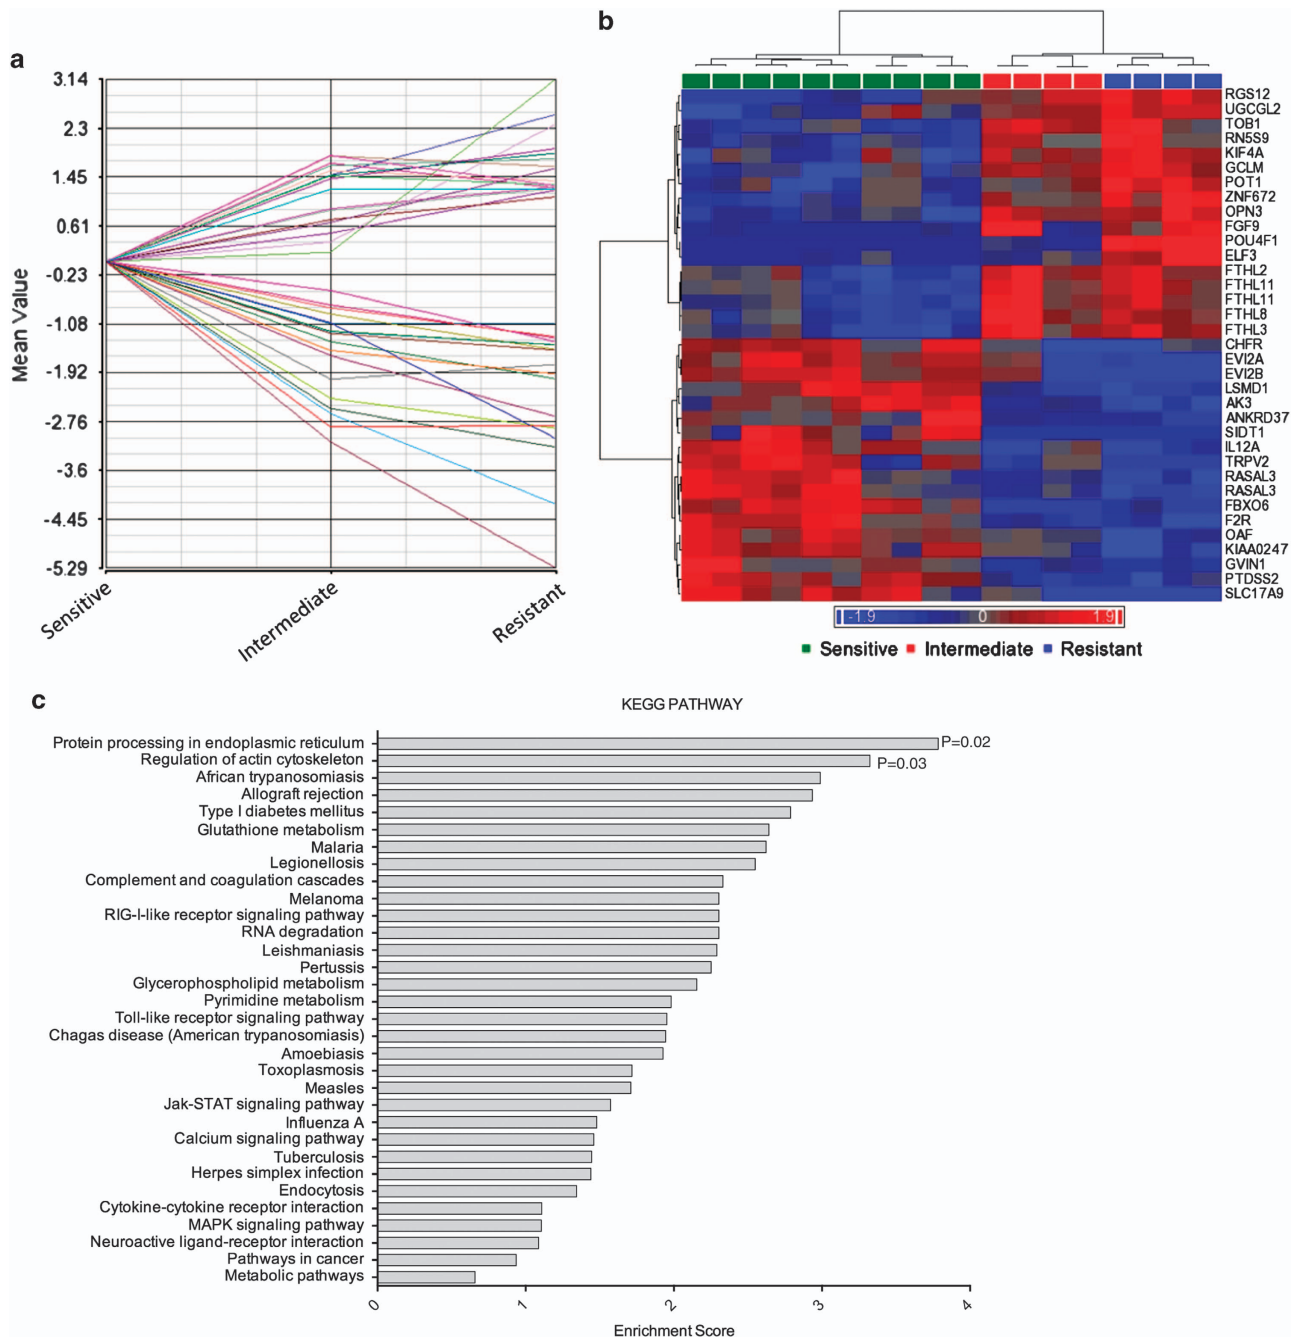 a
3.14
2.3
1.45
0.61
-0.23
-1.08
-1.92
-2.76
-3.6
-4.45
-5.29
Mean Value
Sensitive
Intermediate
Resistant
b
RGS12
UGCGL2
TOB1
RN5S9
KIF4A
GCLM
POT1
ZNF672
OPN3
FGF9
POU4F1
ELF3
FTHL2
FTHL11
FTHL11
FTHL8
FTHL3
CHFR
EVI2A
EVI2B
LSMD1
AK3
ANKRD37
SIDT1
IL12A
TRPV2
RASAL3
RASAL3
FBXO6
F2R
OAF
KIAA0247
GVIN1
PTDSS2
SLC17A9
-1.9 0 1.9
Sensitive Intermediate Resistant
c
KEGG PATHWAY
Protein processing in endoplasmic reticulum P=0.02
Regulation of actin cytoskeleton P=0.03
African trypanosomiasis
Allograft rejection
Type I diabetes mellitus
Glutathione metabolism
Malaria
Legionellosis
Complement and coagulation cascades
Melanoma
RIG-I-like receptor signaling pathway
RNA degradation
Leishmaniasis
Pertussis
Glycerophospholipid metabolism
Pyrimidine metabolism
Toll-like receptor signaling pathway
Chagas disease (American trypanosomiasis)
Amoebiasis
Toxoplasmosis
Measles
Jak-STAT signaling pathway
Influenza A
Calcium signaling pathway
Tuberculosis
Herpes simplex infection
Endocytosis
Cytokine-cytokine receptor interaction
MAPK signaling pathway
Neuroactive ligand-receptor interaction
Pathways in cancer
Metabolic pathways
0 1 2 3 4
Enrichment Score